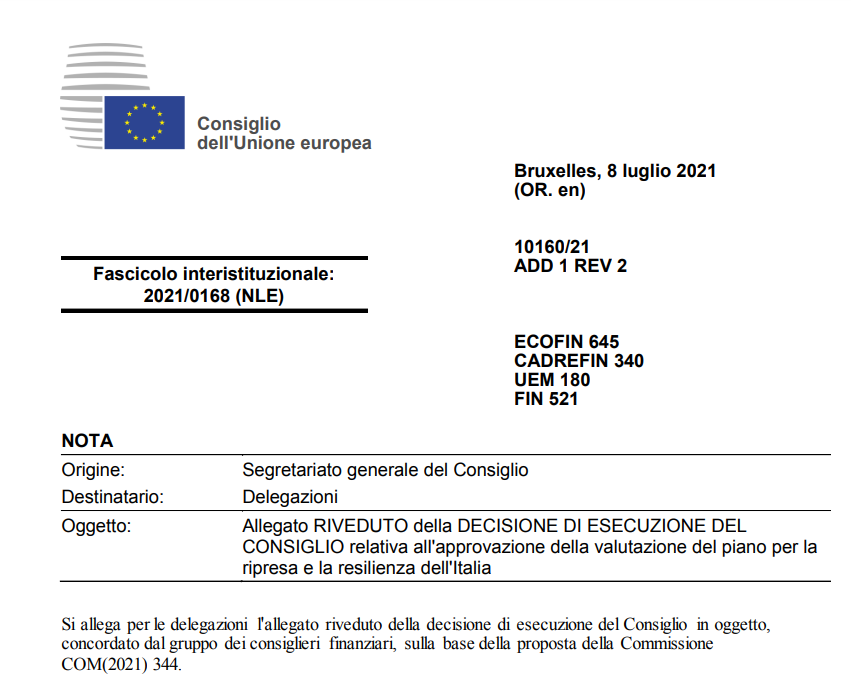 Consiglio
dell'Unione europea
Bruxelles, 8 luglio 2021
(OR. en)
10160/21
ADD 1 REV 2
Fascicolo interistituzionale:
2021/0168 (NLE)
ECOFIN 645
CADREFIN 340
UEM 180
FIN 521
NOTA
Origine: Segretariato generale del Consiglio
Destinatario: Delegazioni
Oggetto: Allegato RIVEDUTO della DECISIONE DI ESECUZIONE DEL
CONSIGLIO relativa all'approvazione della valutazione del piano per la
ripresa e la resilienza dell'Italia
Si allega per le delegazioni l'allegato riveduto della decisione di esecuzione del Consiglio in oggetto,
concordato dal gruppo dei consiglieri finanziari, sulla base della proposta della Commissione
COM(2021) 344.